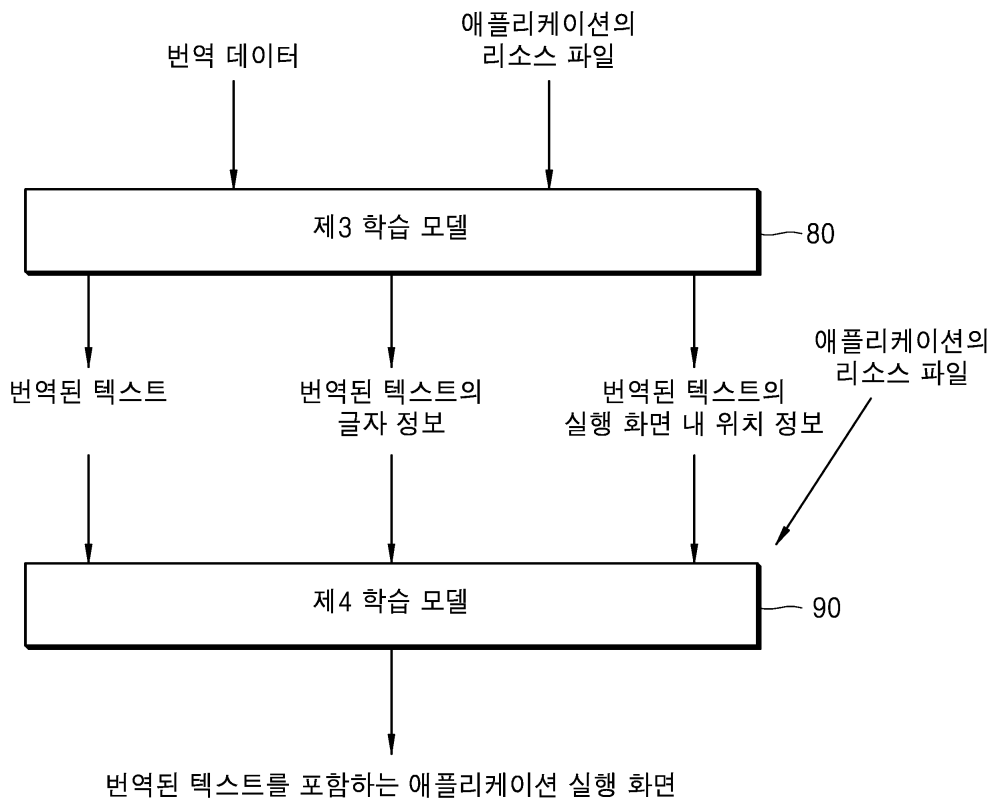 번역 데이터
애플리케이션의
리소스 파일
제3 학습 모델
80
번역된 텍스트
번역된 텍스트의
글자 정보
번역된 텍스트의
실행 화면 내 위치 정보
애플리케이션의
리소스 파일
제4 학습 모델
90
번역된 텍스트를 포함하는 애플리케이션 실행 화면